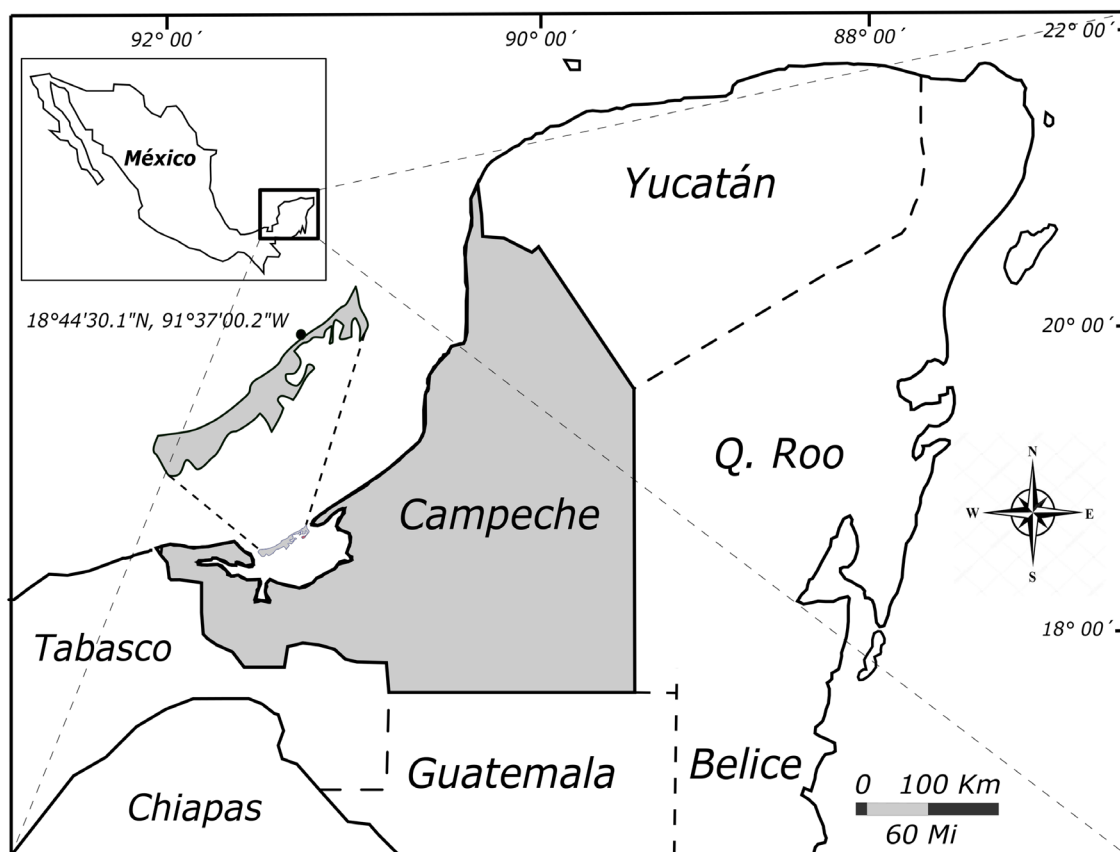 92°00´ 90° 00´ 88° 00´ 22° 00´
México
Yucatán
18°44'30.1"N, 91°37'00.2"W
20° 00´
Q. Roo
Campeche
N
W E
S
18° 00´
Tabasco
Guatemala
Belice
Chiapas
0 100 Km
60 Mi